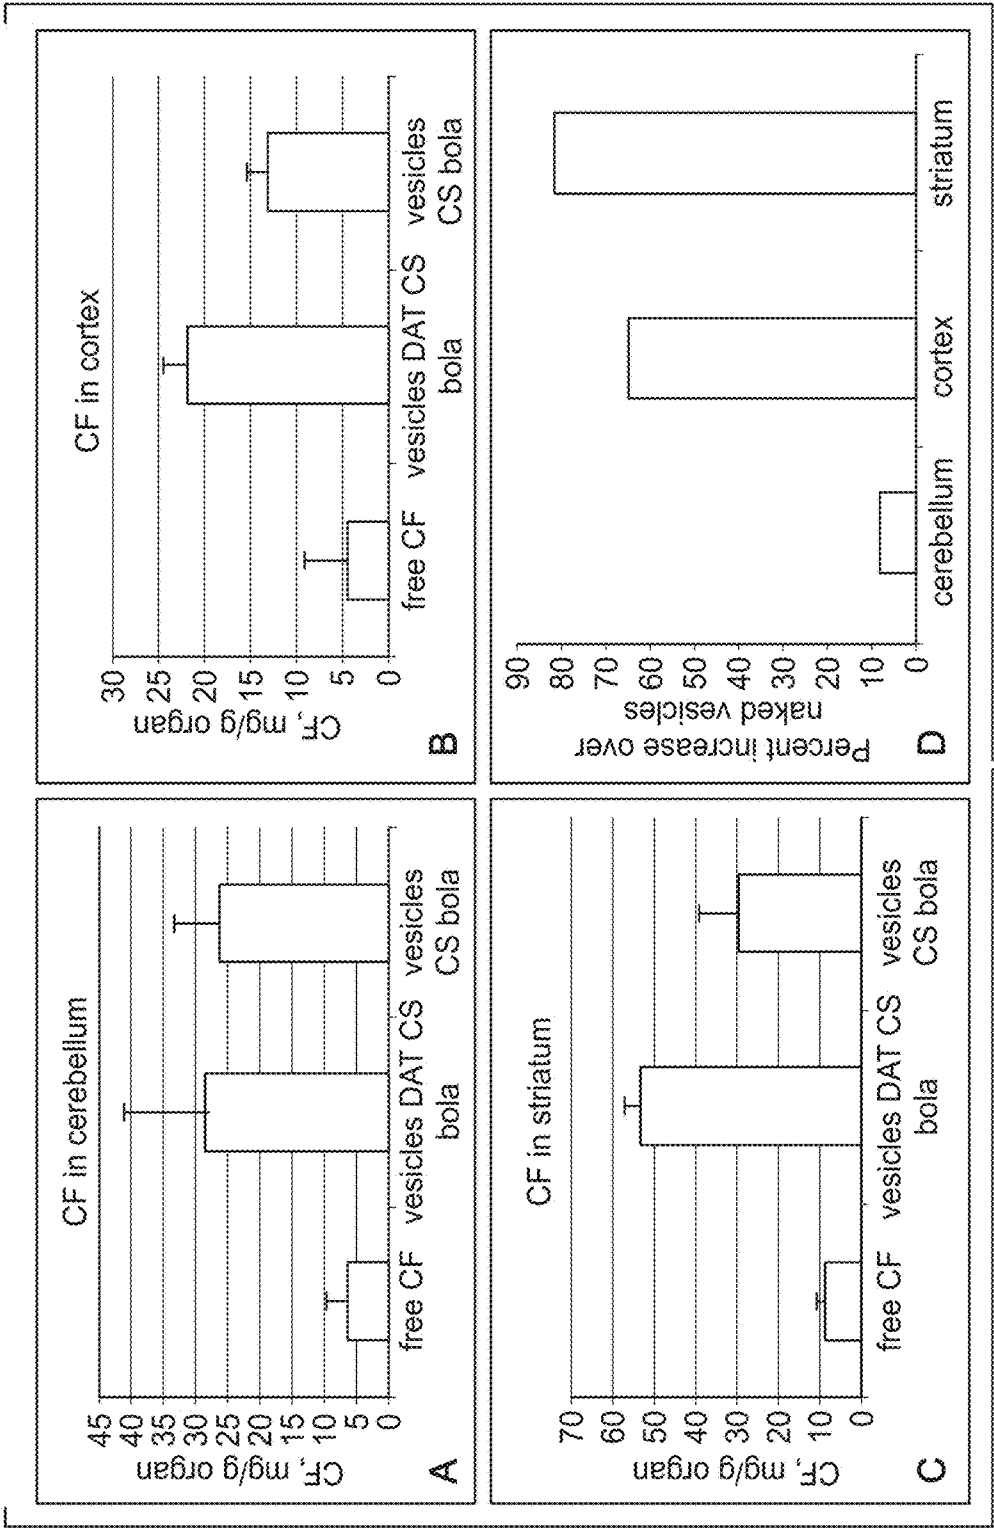 CF in cerebellum
CF, mg/g organ
45
40
35
30
25
20
15
10
5
0
free CF
vesicles DAT CS
bola
vesicles
CS bola
A
CF in cortex
CF, mg/g organ
30
25
20
15
10
5
0
free CF
vesicles DAT CS
bola
vesicles
CS bola
B
CF in striatum
CF, mg/g organ
70
60
50
40
30
20
10
0
free CF
vesicles DAT CS
bola
vesicles
CS bola
C
Percent increase over
naked vesicles
90
80
70
60
50
40
30
20
10
0
cerebellum
cortex
striatum
D